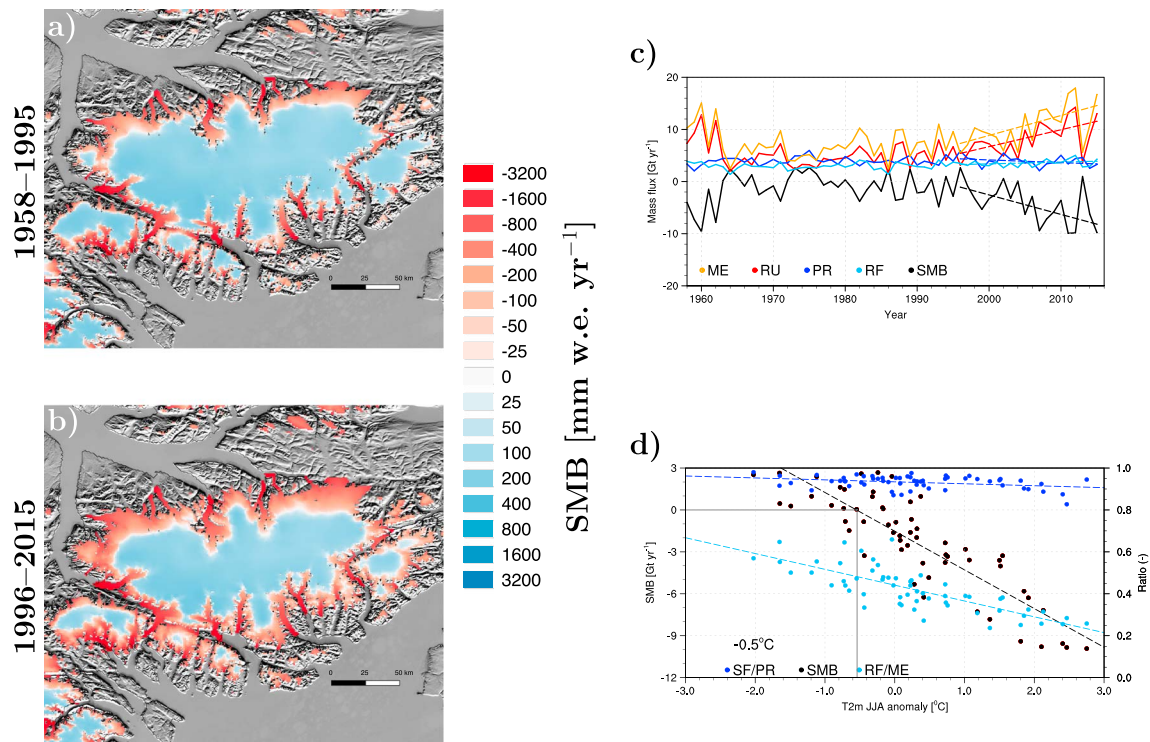 a)
1958–1995
0 25 50 km
b)
1996–2015
0 25 50 km
-3200
-1600
-800
-400
-200
-100
-50
-25
0
25
50
100
200
400
800
1600
3200
SMB [mm w.e. yr⁻¹]
c)
20
10
0
-10
-20
Mass flux [Gt yr⁻¹]
ME RU PR RF SMB
1960 1970 1980 1990 2000 2010
Year
d)
3
0
-3
-6
-9
-12
SMB [Gt yr⁻¹]
1.0
0.8
0.6
0.4
0.2
0.0
Ratio (-)
-0.5°C
SF/PR SMB RF/ME
-3.0 -2.0 -1.0 0.0 1.0 2.0 3.0
T2m JJA anomaly [⁰C]